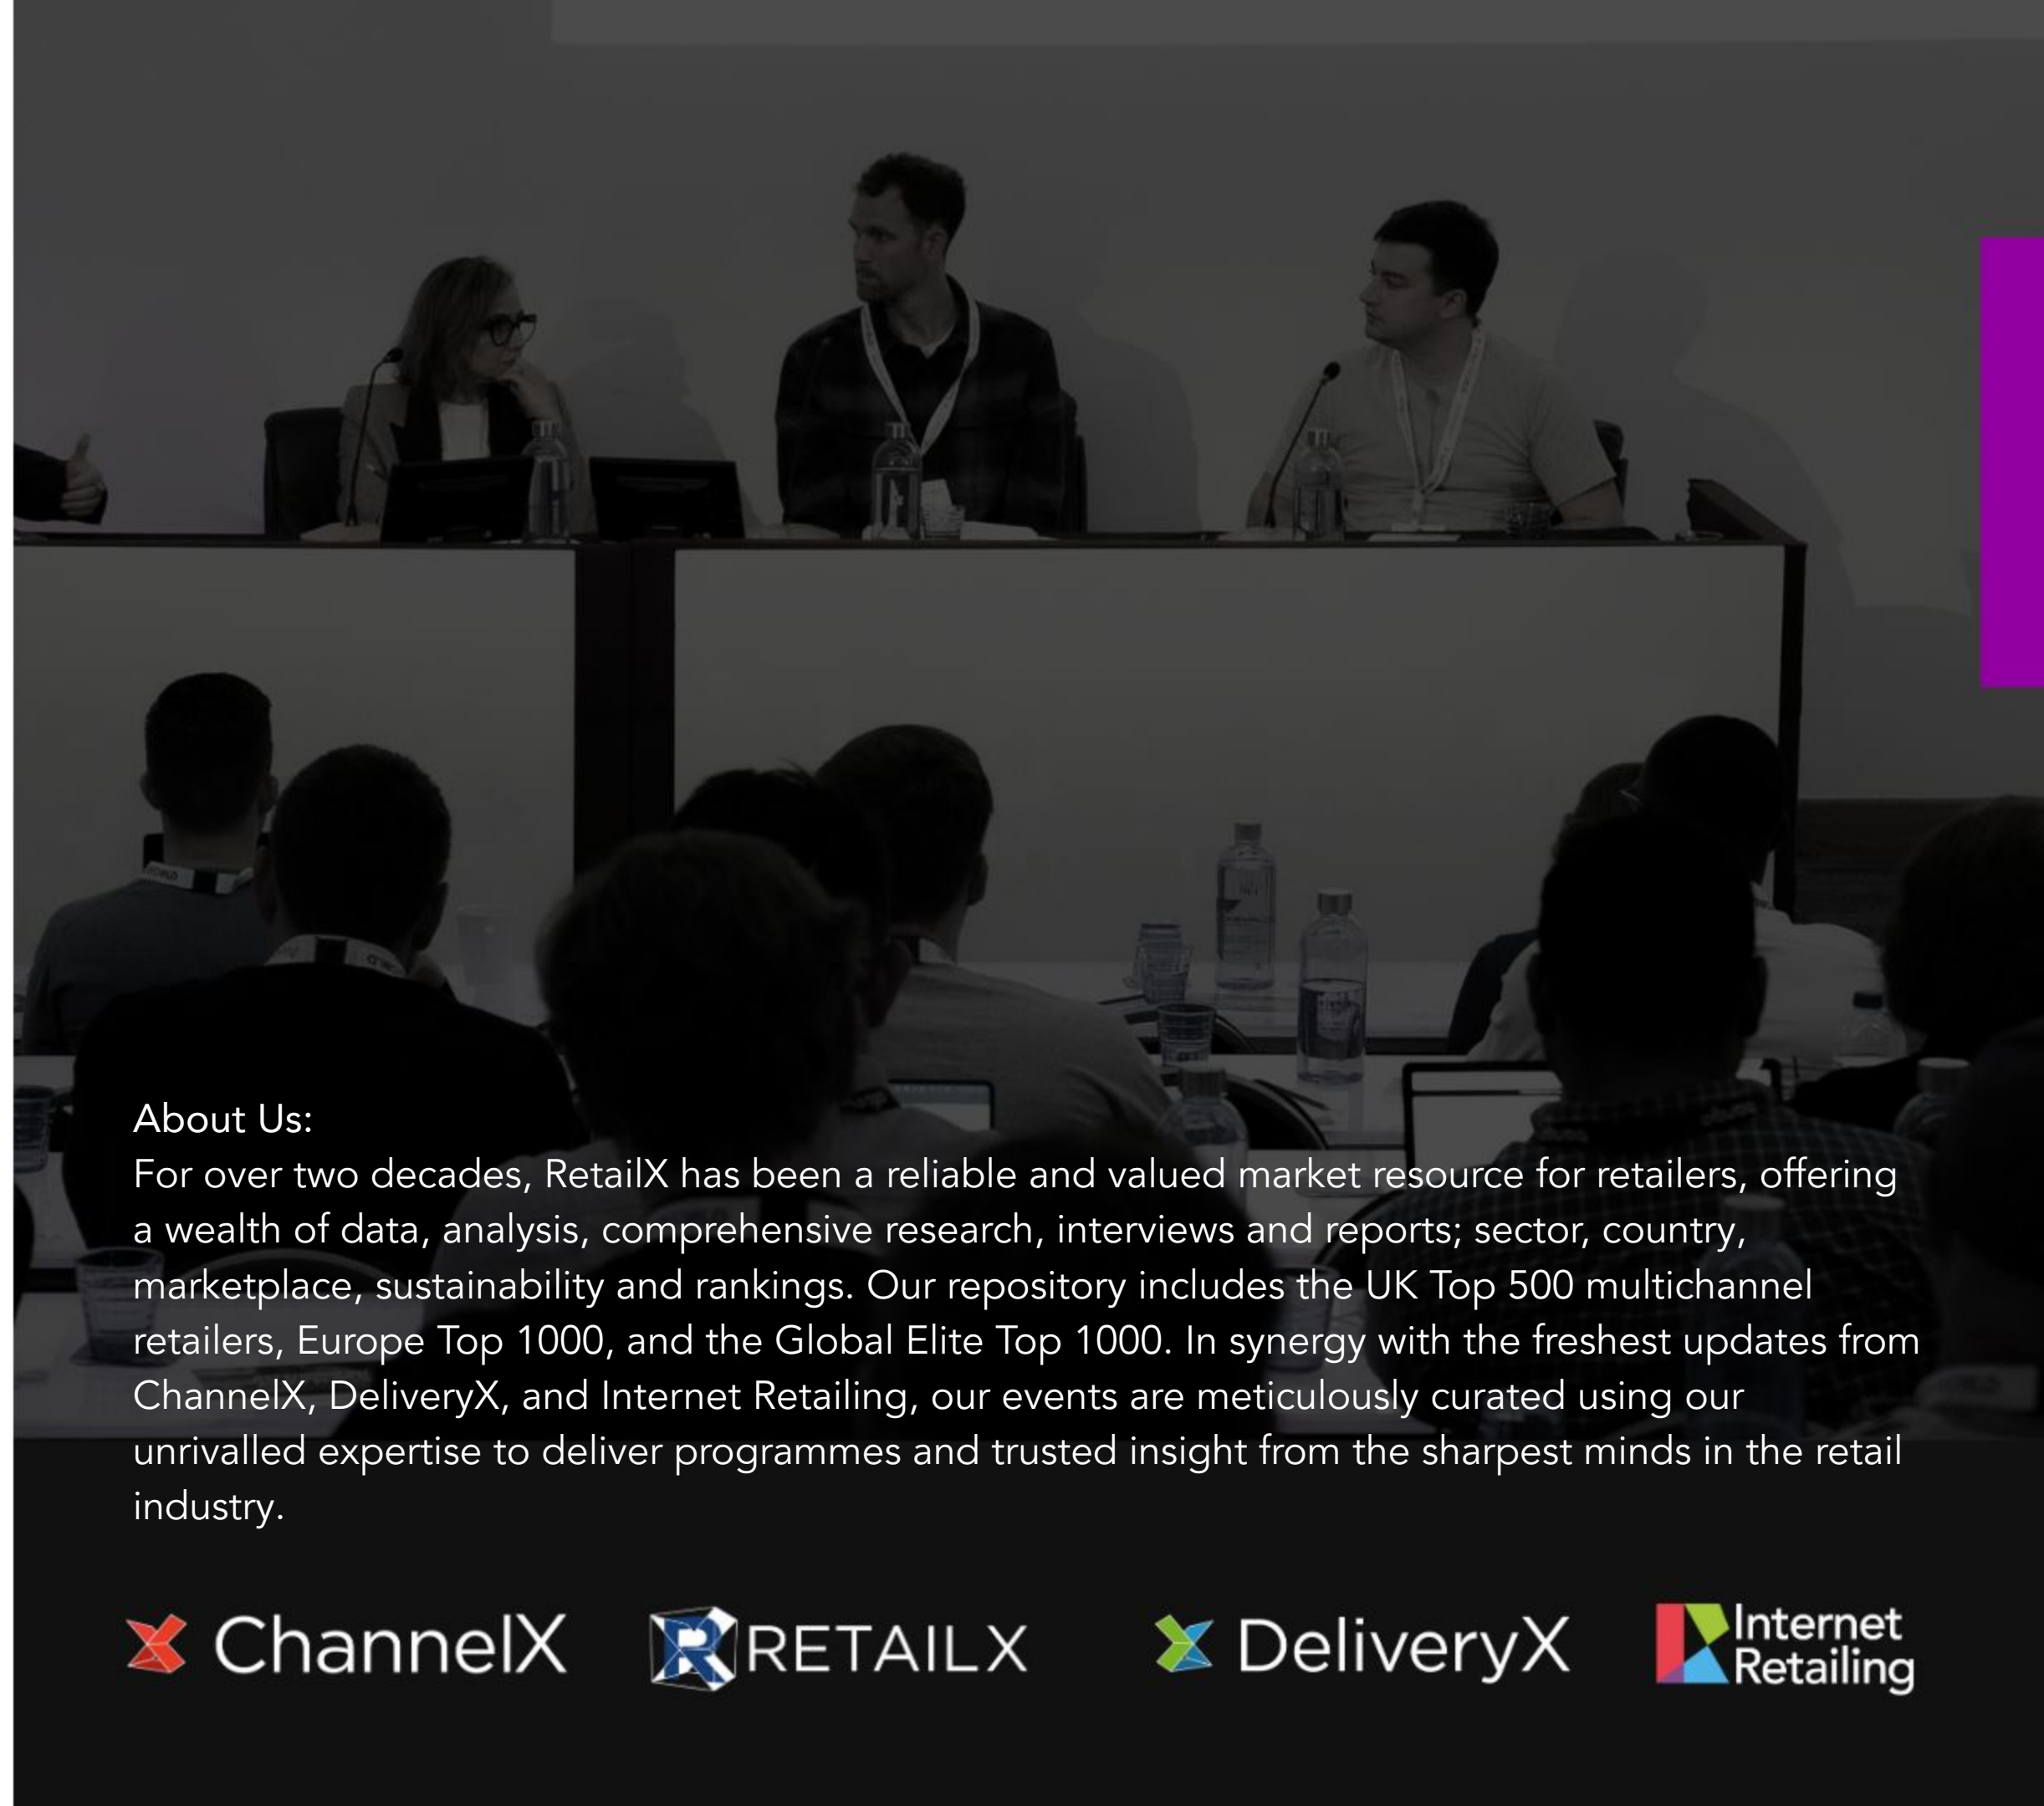 About Us:
For over two decades, RetailX has been a reliable and valued market resource for retailers, offering
a wealth of data, analysis, comprehensive research, interviews and reports; sector, country,
marketplace, sustainability and rankings. Our repository includes the UK Top 500 multichannel
retailers, Europe Top 1000, and the Global Elite Top 1000. In synergy with the freshest updates from
ChannelX, DeliveryX, and Internet Retailing, our events are meticulously curated using our
unrivalled expertise to deliver programmes and trusted insight from the sharpest minds in the retail
industry.
ChannelX
RETAILX
DeliveryX
Internet
Retailing